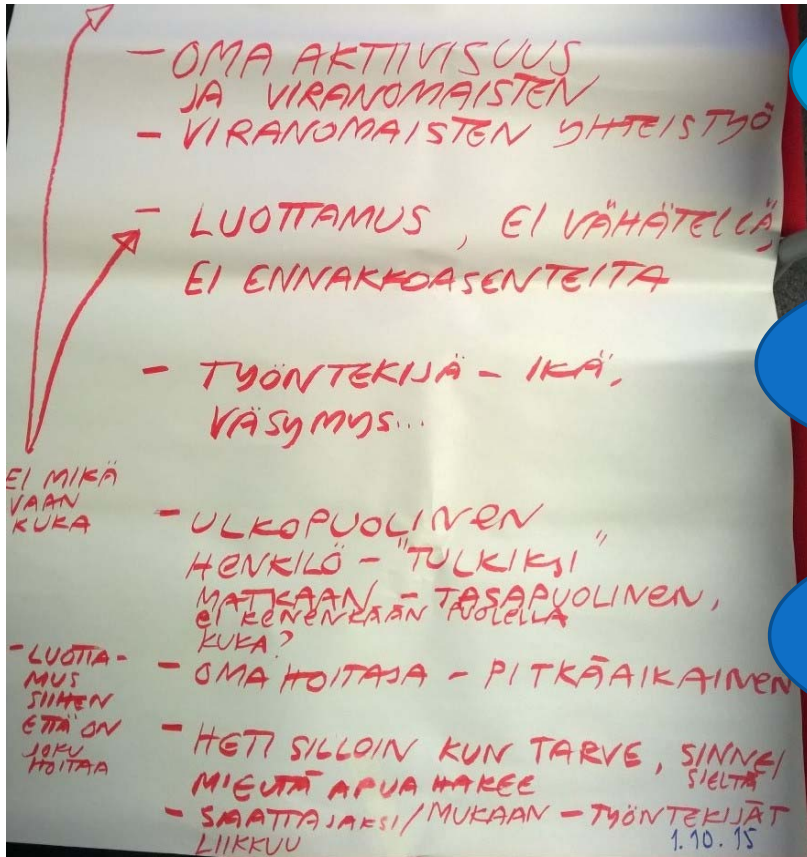 - OMA AKTIIVISUUS
JA VIRANOMAISTEN
- VIRANOMAISTEN YHTEISTYÖ
- LUOTTAMUS, EI VÄHÄTELLÄ,
EI ENNAKKOASENTEITA
- TYÖNTEKIJÄ - IKÄ,
VÄSYMYS...
EI MIKÄ
VAAN
KUKA
- ULKOPUOLINEN
HENKILÖ - "TULKIKSI"
MATKAAN - TASAPUOLINEN,
EI KENENKÄÄN PUOLELLA
KUKA?
- LUOTTA-
MUS
SIIHEN
ETTÄ ON
JOKU
HOITAA
- OMA HOITAJA - PITKÄAIKAINEN
- HETI SILLOIN KUN TARVE, SINNE/
SIELTÄ
APUA HAKEE
- SAATTAJAKSI/MUKAAN - TYÖNTEKIJÄT
LIIKKUU
1.10.15